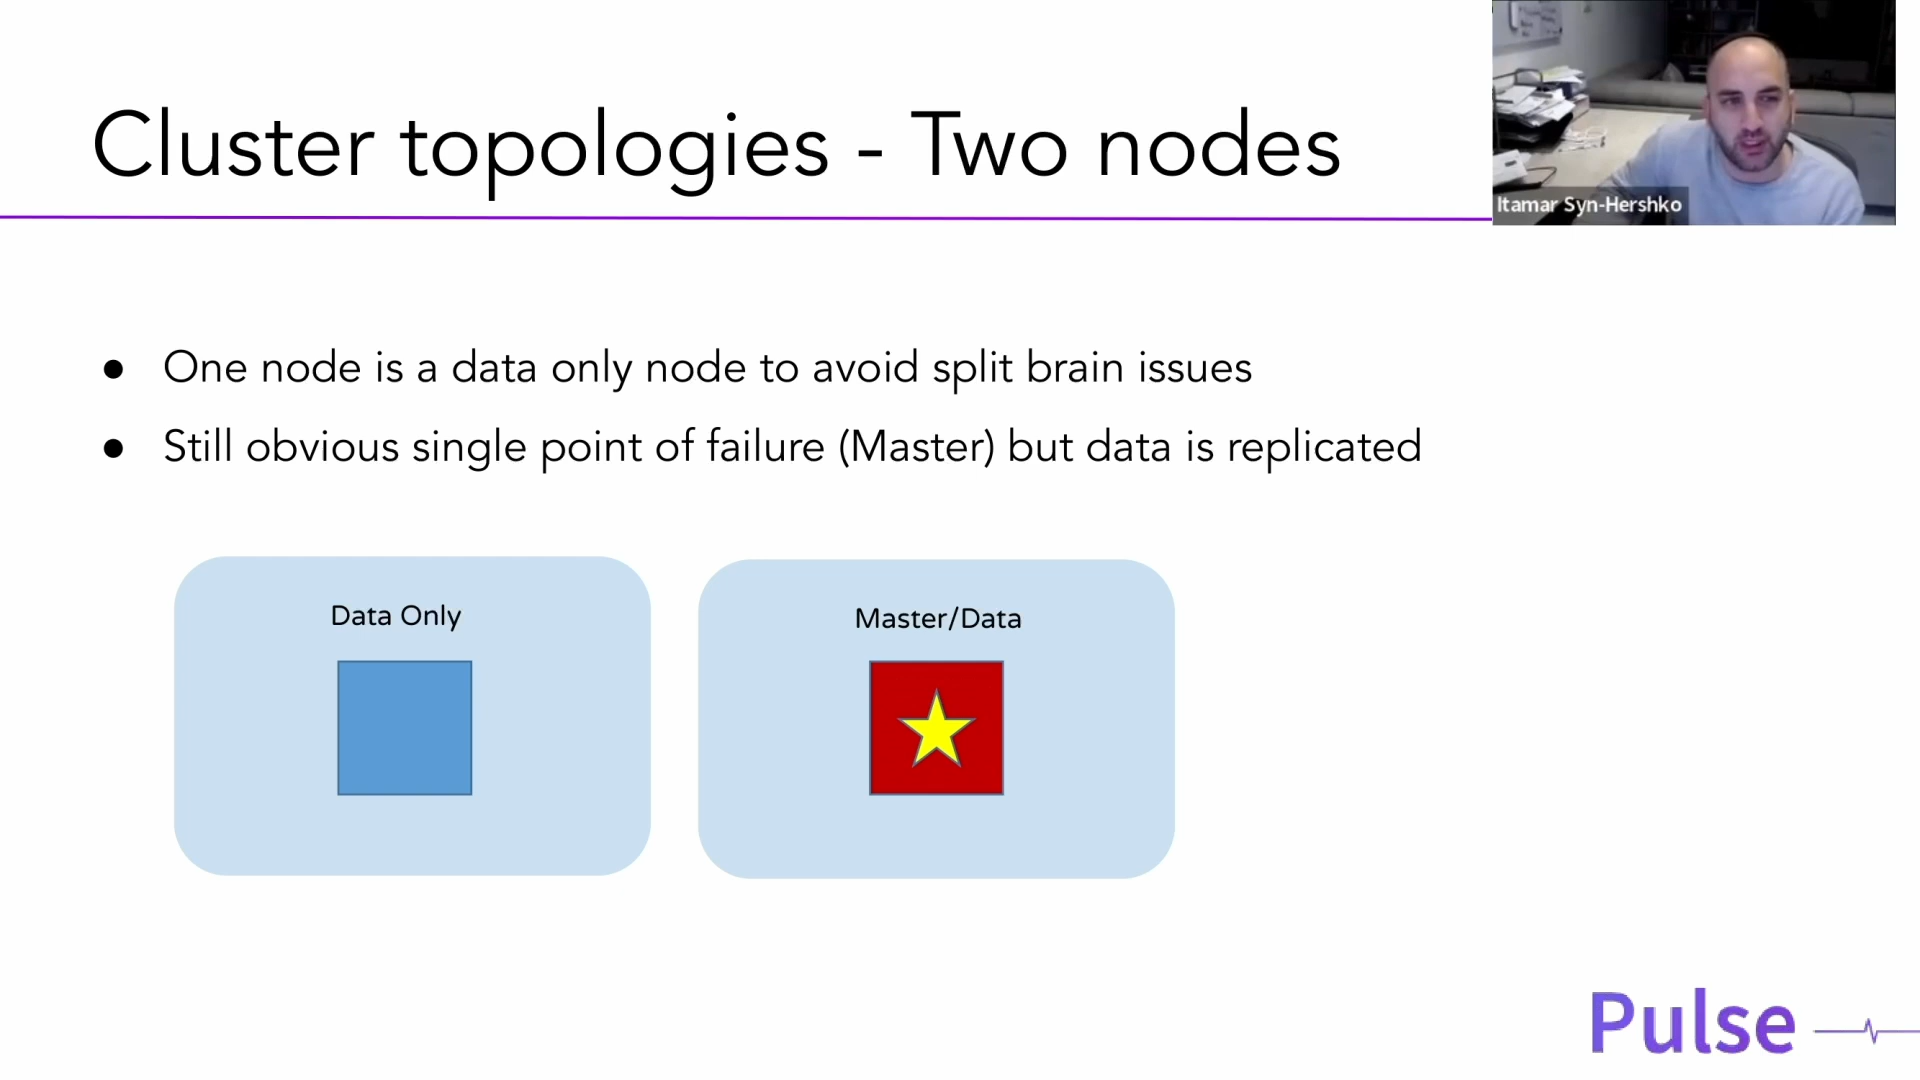 Cluster topologies - Two nodes
Itamar Syn-Hershko
● One node is a data only node to avoid split brain issues
● Still obvious single point of failure (Master) but data is replicated
Data Only
Master/Data
Pulse